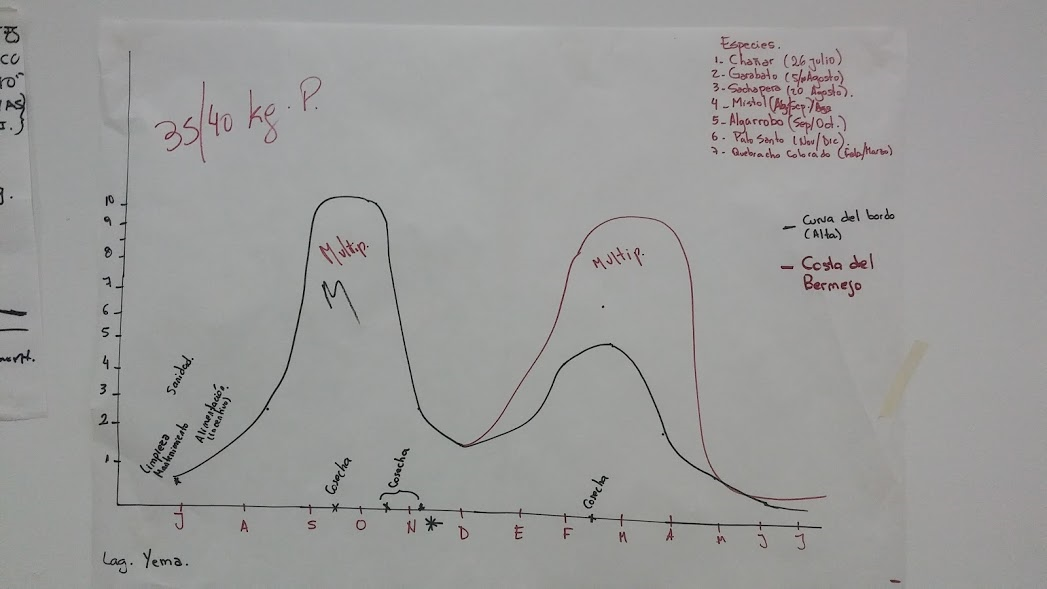 35/40 kg. P.
Especies.
1- Chañar (26 julio)
2- Garabato (5/ Agosto)
3- Sachapera (20 Agosto).
4- Mistol
5- Algarrobo (Sep/Oct.)
6- Palo Santo (Nov/Dic).
7- Quebracho Colorado (Feb/Marzo)
Curva del bordo
(Alta)
Costa del
Bermejo
10
9
8
7
6
5
4
3
2
1
Multip.
M
Multip.
Sanidad.
Alimentación.
(Incentivo)
Limpieza
Mantenimiento
Cosecha
Cosecha
Cosecha
J A S O N D E F M A M J J
Lag. Yema.
CO